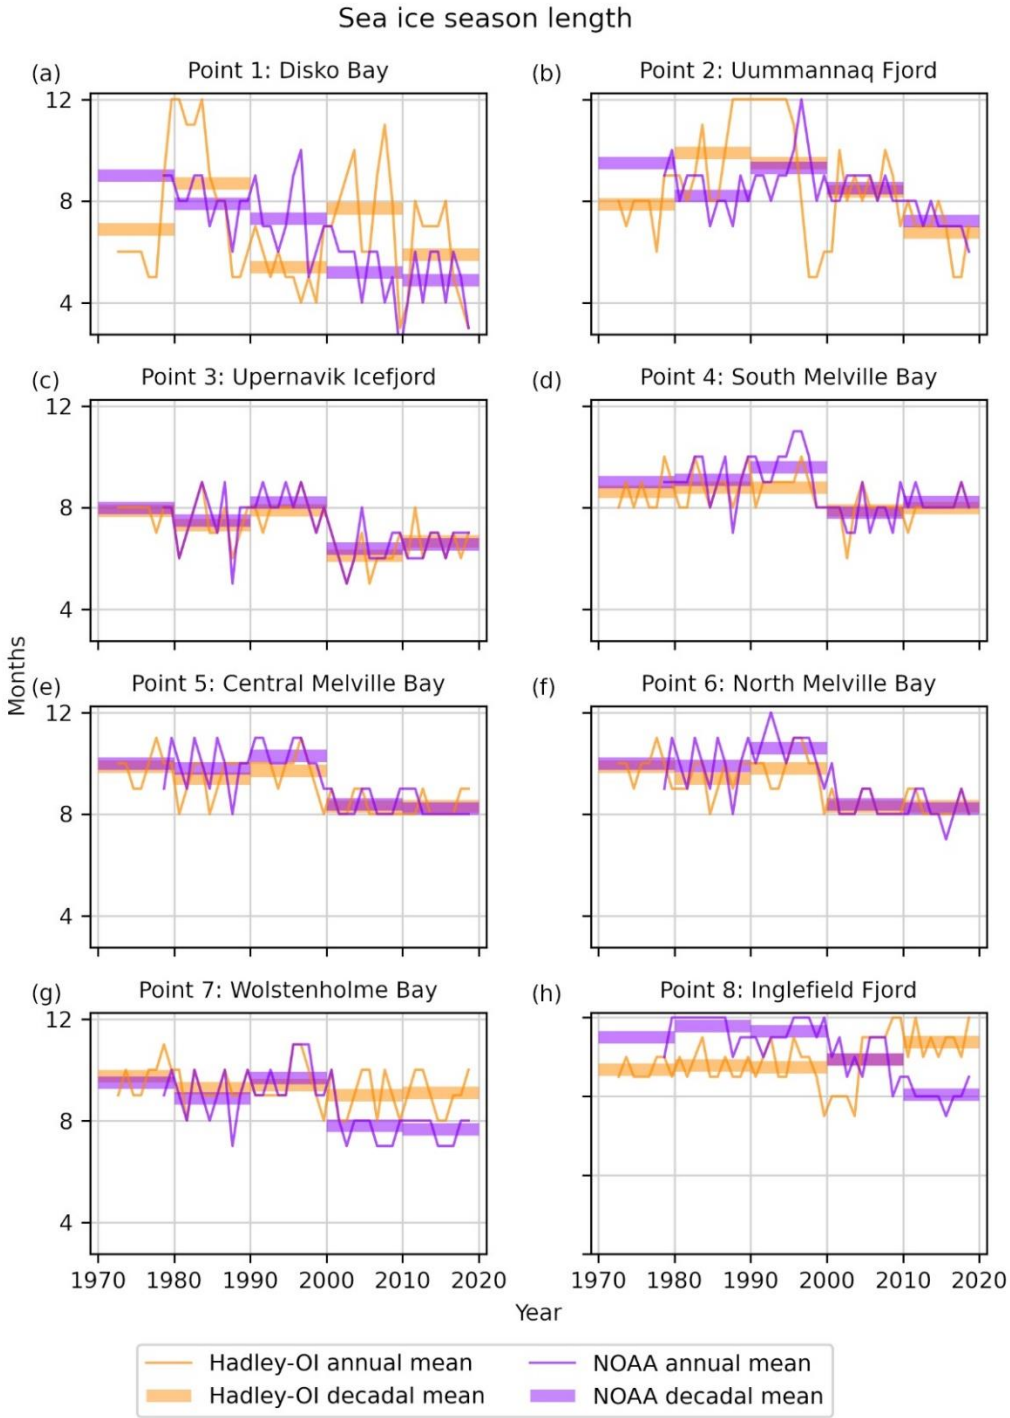 Sea ice season length
(a) Point 1: Disko Bay
(b) Point 2: Uummannaq Fjord
12
8
4
(c) Point 3: Upernavik Icefjord
(d) Point 4: South Melville Bay
12
8
4
Months
(e) Point 5: Central Melville Bay
(f) Point 6: North Melville Bay
12
8
4
(g) Point 7: Wolstenholme Bay
(h) Point 8: Inglefield Fjord
12
8
4
1970 1980 1990 2000 2010 2020
1970 1980 1990 2000 2010 2020
Year
Hadley-OI annual mean
NOAA annual mean
Hadley-OI decadal mean
NOAA decadal mean